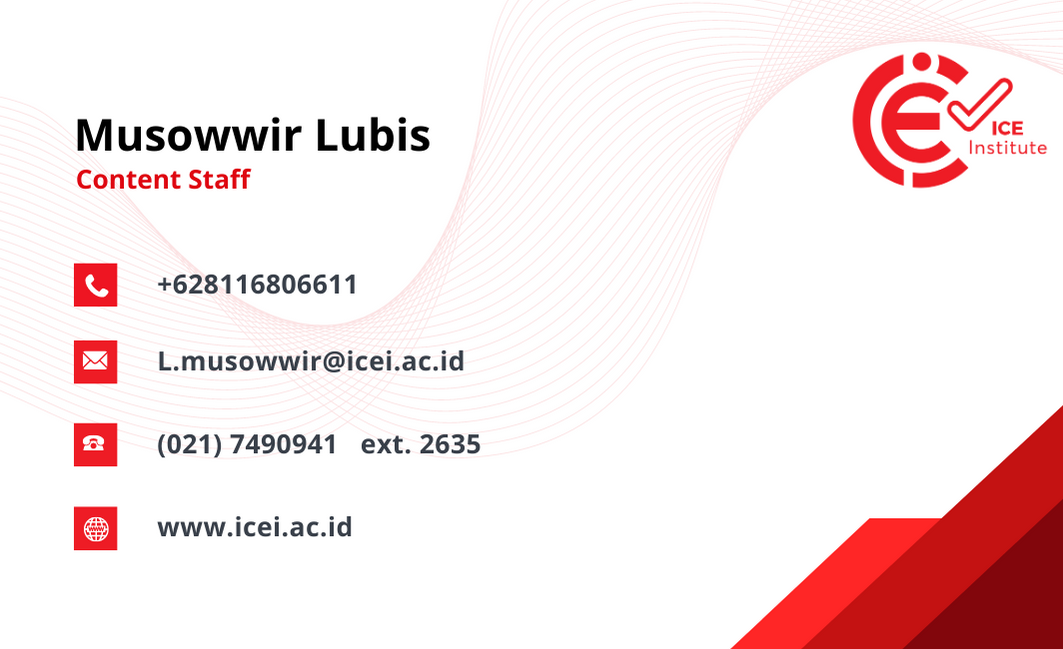 Musowwir Lubis
Content Staff
ICE
Institute
+628116806611
L.musowwir@icei.ac.id
(021) 7490941 ext. 2635
www.icei.ac.id